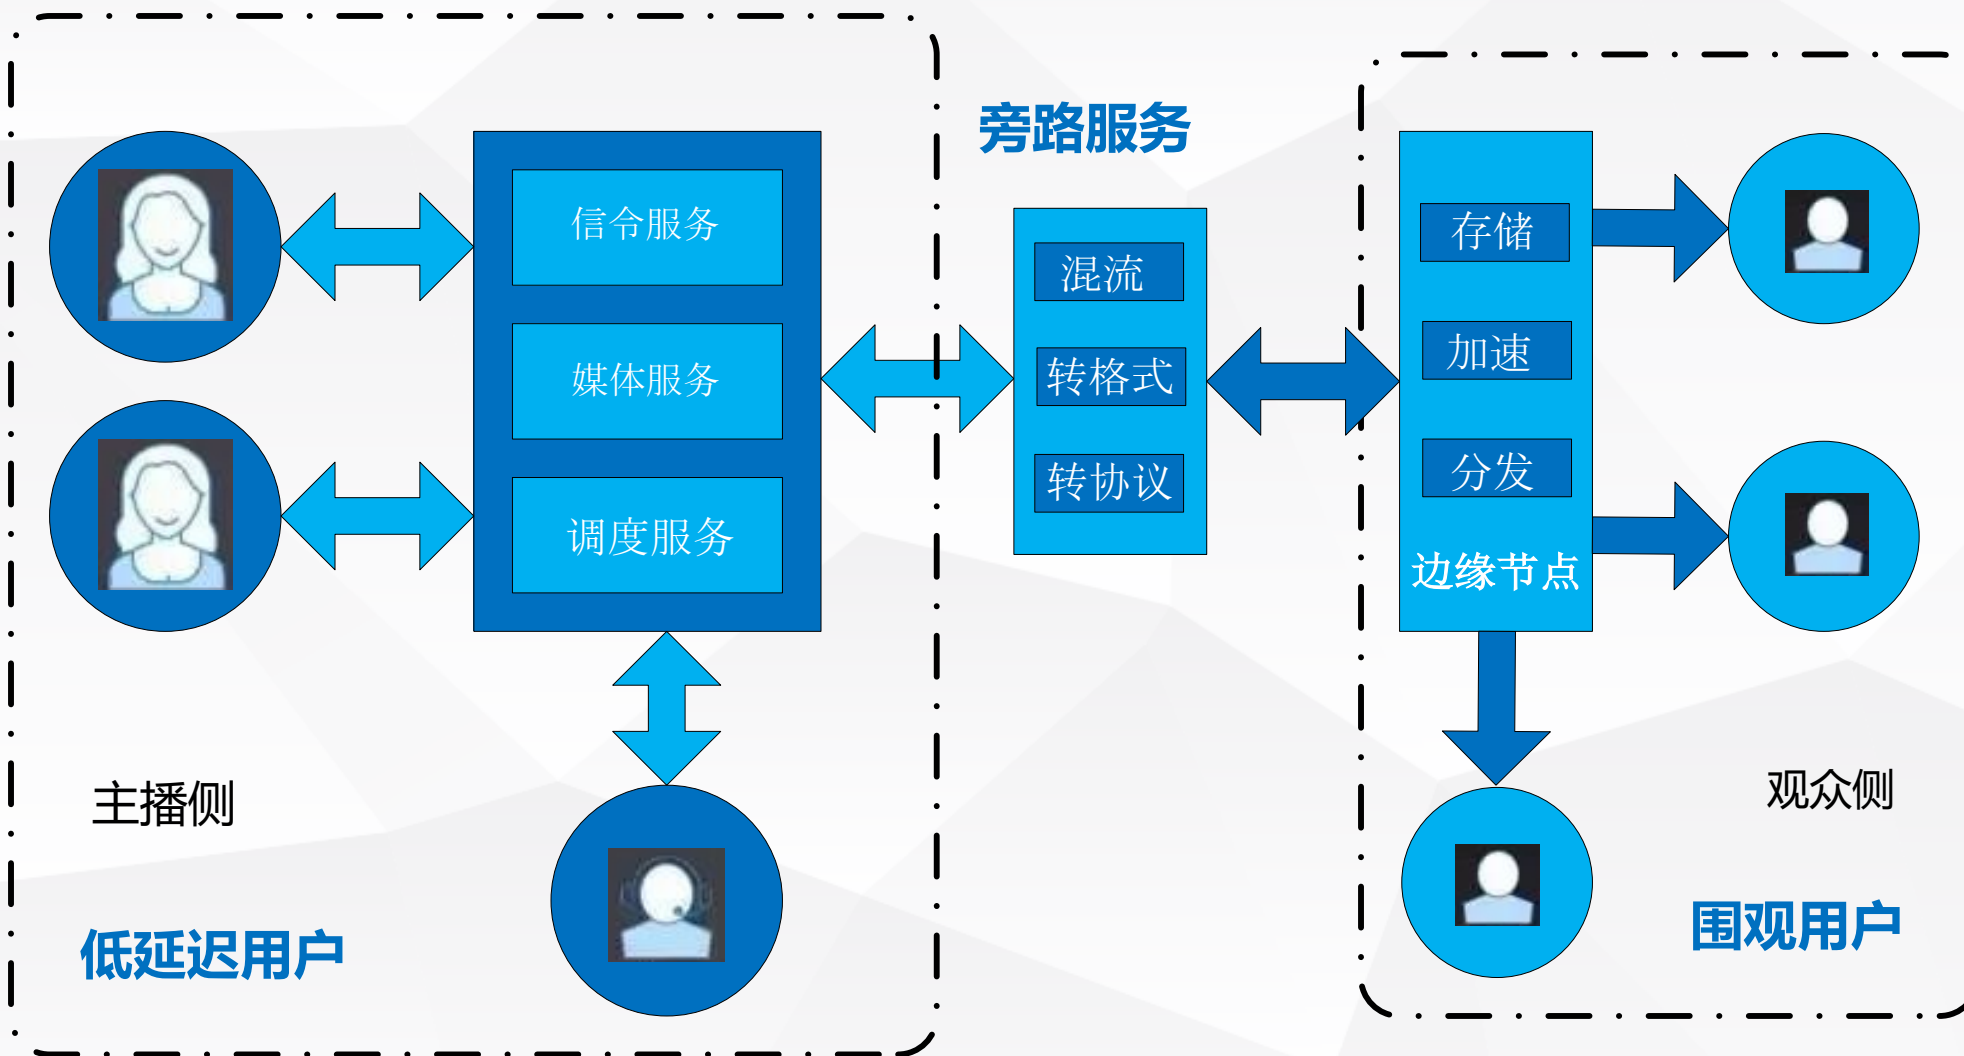 旁路服务
信令服务
媒体服务
调度服务
混流
转格式
转协议
存储
加速
分发
边缘节点
主播侧
低延迟用户
观众侧
围观用户